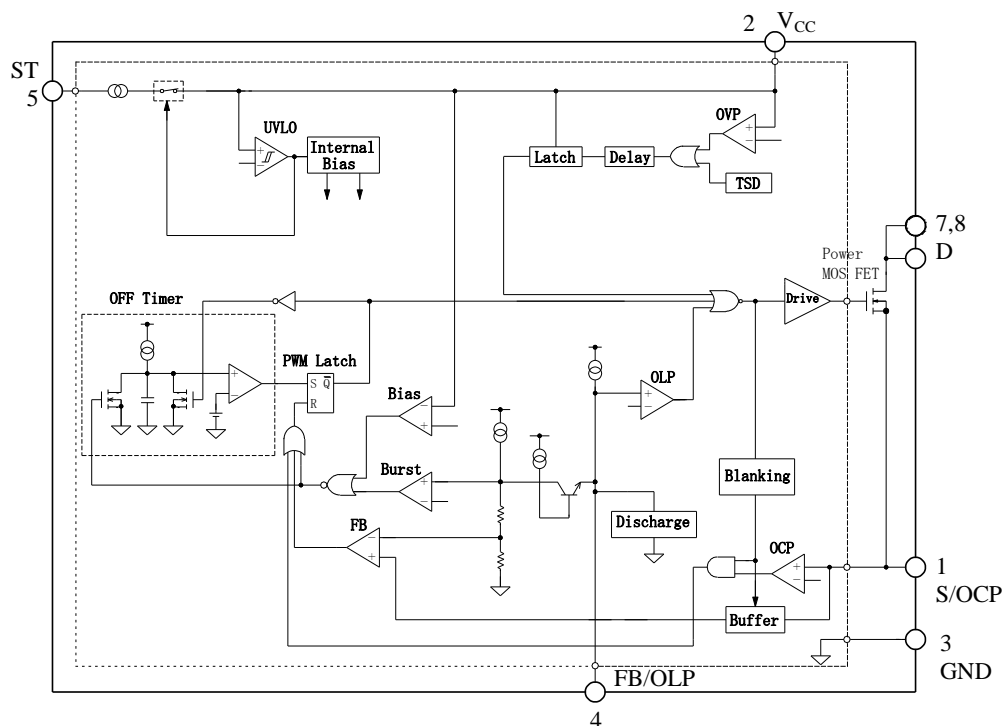 2 VCC
ST
5
UVLO
Internal
Bias
+
−
OVP
+
−
Latch
Delay
TSD
7,8
D
Power
MOS FET
Drive
OFF Timer
PWM Latch
S Q̅
R
+
−
OLP
+
−
Bias
−
+
Burst
+
−
FB
−
+
Blanking
Discharge
OCP
+
−
Buffer
1
S/OCP
3
GND
FB/OLP
4